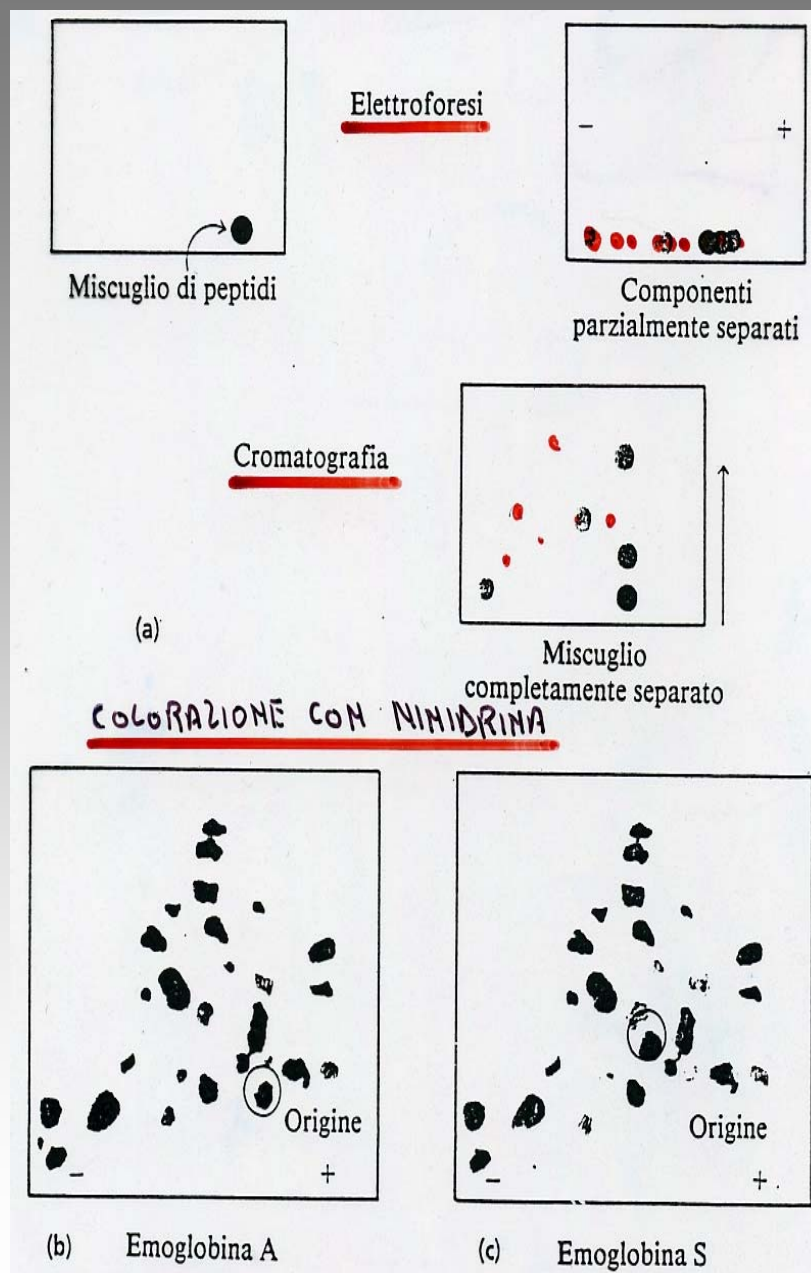 Elettroforesi
− +
Miscuglio di peptidi
Componenti
parzialmente separati
Cromatografia
(a)
Miscuglio
completamente separato
COLORAZIONE CON NINIDRINA
Origine
− +
(b) Emoglobina A
Origine
− +
(c) Emoglobina S